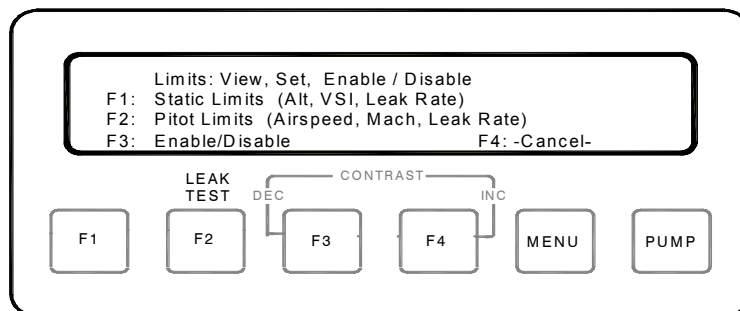 Limits: View, Set, Enable / Disable
F1: Static Limits (Alt, VSI, Leak Rate)
F2: Pitot Limits (Airspeed, Mach, Leak Rate)
F3: Enable/Disable F4: -Cancel-
LEAK
TEST
CONTRAST
DEC
INC
F1
F2
F3
F4
MENU
PUMP